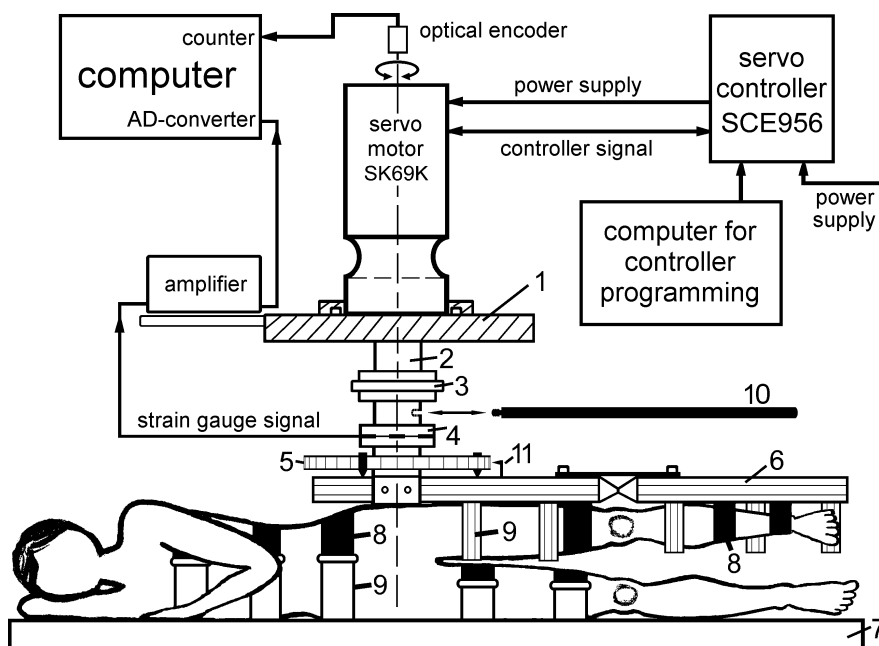 counter
computer
AD-converter
optical encoder
servo
motor
SK69K
power supply
controller signal
servo
controller
SCE956
power
supply
computer for
controller
programming
amplifier
1
2
3
10
strain gauge signal
4
5
11
6
8
9
8
9
7